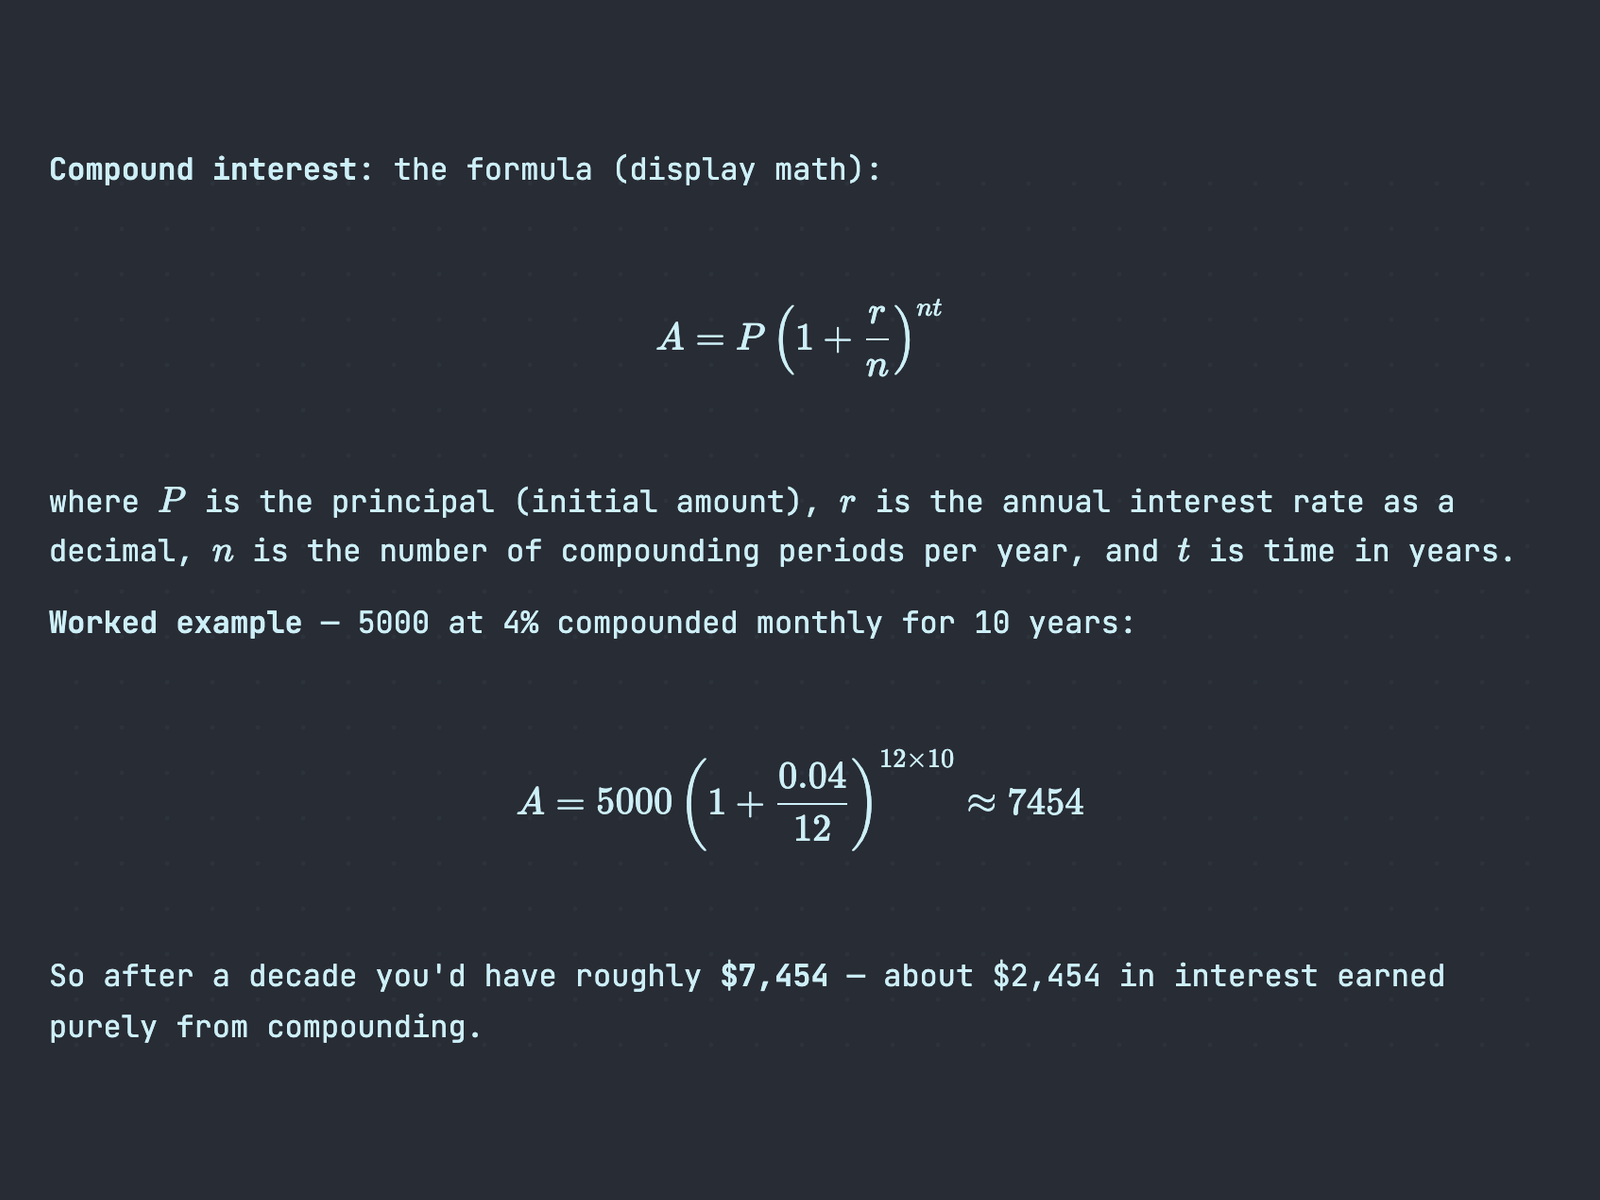 Compound interest: the formula (display math):
A = P (1 + r/n)^{nt}
where P is the principal (initial amount), r is the annual interest rate as a
decimal, n is the number of compounding periods per year, and t is time in years.
Worked example — 5000 at 4% compounded monthly for 10 years:
A = 5000 (1 + 0.04/12)^{12×10} ≈ 7454
So after a decade you'd have roughly $7,454 — about $2,454 in interest earned
purely from compounding.